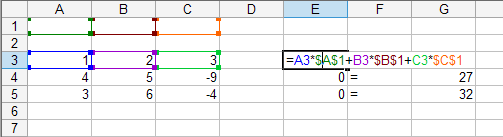 A B C D E F G
1
2
3 1 2 3 =A3*$A$1+B3*$B$1+C3*$C$1
4 4 5 -9 0 = 27
5 3 6 -4 0 = 32
6
7